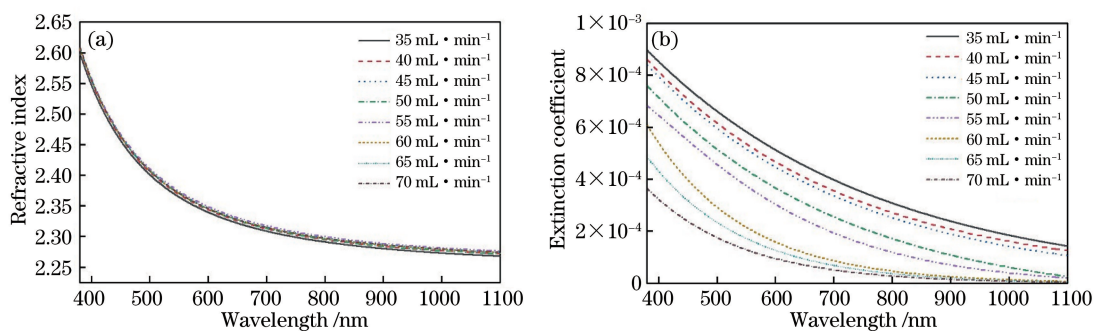 (a)
2.65
2.60
2.55
2.50
2.45
2.40
2.35
2.30
2.25
Refractive index
35 mL • min⁻¹
40 mL • min⁻¹
45 mL • min⁻¹
50 mL • min⁻¹
55 mL • min⁻¹
60 mL • min⁻¹
65 mL • min⁻¹
70 mL • min⁻¹
400 500 600 700 800 900 1000 1100
Wavelength /nm
(b)
1×10⁻³
8×10⁻⁴
6×10⁻⁴
4×10⁻⁴
2×10⁻⁴
0
Extinction coefficient
35 mL • min⁻¹
40 mL • min⁻¹
45 mL • min⁻¹
50 mL • min⁻¹
55 mL • min⁻¹
60 mL • min⁻¹
65 mL • min⁻¹
70 mL • min⁻¹
400 500 600 700 800 900 1000 1100
Wavelength /nm